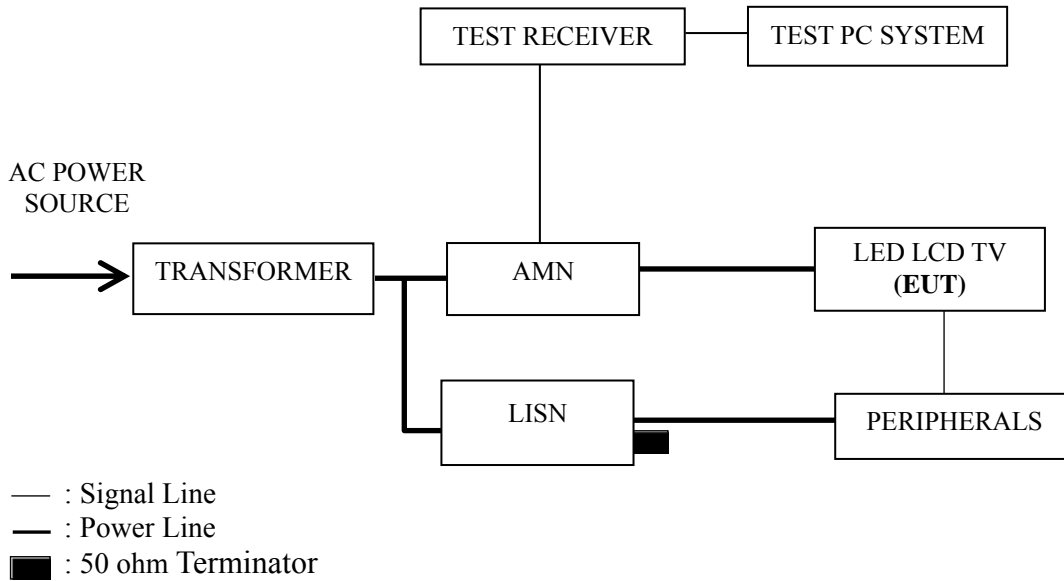 TEST RECEIVER
TEST PC SYSTEM
AC POWER
SOURCE
TRANSFORMER
AMN
LED LCD TV
(EUT)
LISN
PERIPHERALS
: Signal Line
: Power Line
: 50 ohm Terminator